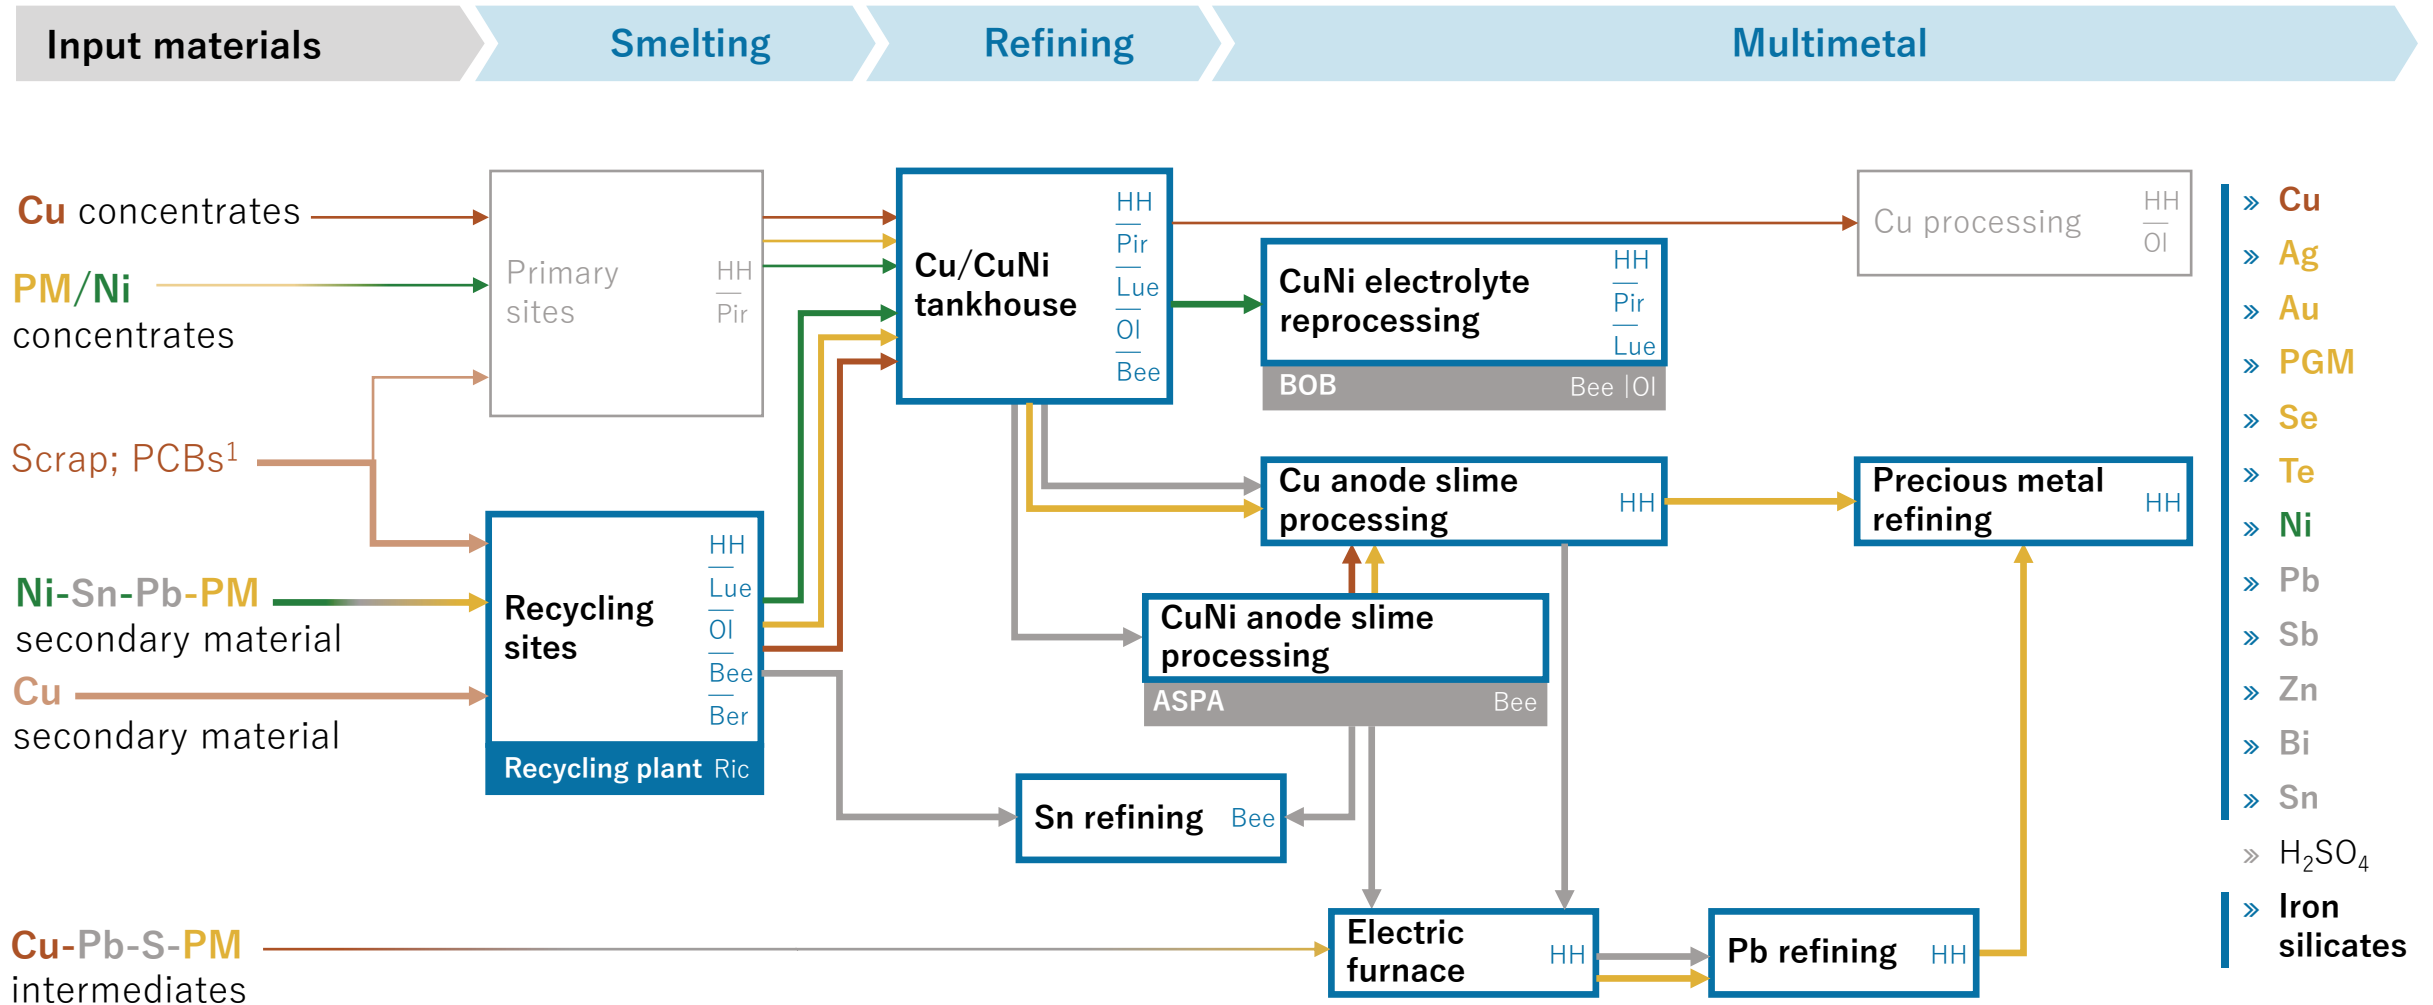 Input materials
Smelting
Refining
Multimetal
Cu concentrates
PM/Ni
concentrates
Scrap; PCBs¹
Ni-Sn-Pb-PM
secondary material
Cu
secondary material
Cu-Pb-S-PM
intermediates
Primary
sites
HH
Pir
Recycling
sites
HH
Lue
Ol
Bee
Ber
Recycling plant Ric
Cu/CuNi
tankhouse
HH
Pir
Lue
Ol
Bee
CuNi electrolyte
reprocessing
HH
Pir
Lue
BOB
Bee |Ol
Cu anode slime
processing
HH
CuNi anode slime
processing
ASPA
Bee
Sn refining
Bee
Electric
furnace
HH
Pb refining
HH
Cu processing
HH
Ol
Precious metal
refining
HH
» Cu
» Ag
» Au
» PGM
» Se
» Te
» Ni
» Pb
» Sb
» Zn
» Bi
» Sn
» H₂SO₄
» Iron
silicates